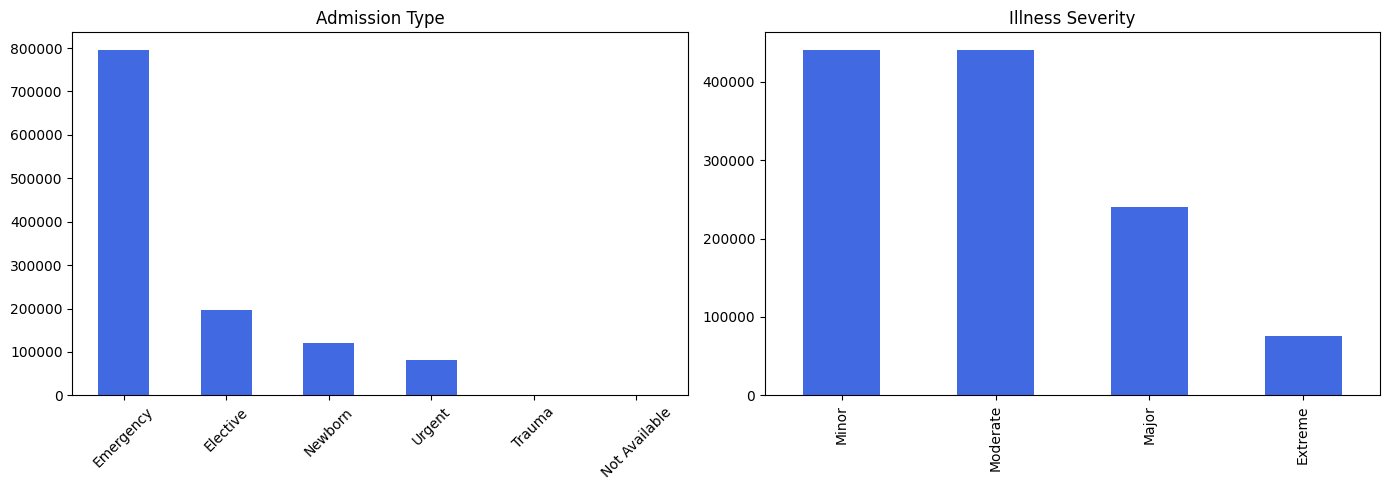 Admission Type
800000
700000
600000
500000
400000
300000
200000
100000
0
Emergency
Elective
Newborn
Urgent
Trauma
Not Available
Illness Severity
400000
300000
200000
100000
0
Minor
Moderate
Major
Extreme